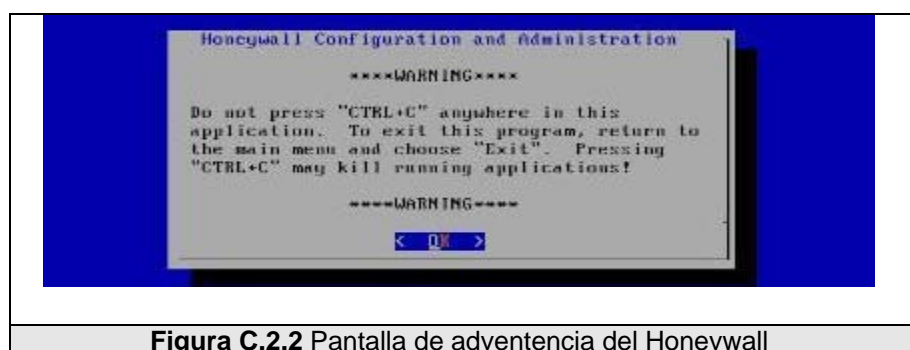 Honeywall Configuration and Administration
****WARNING****
Do not press "CTRL+C" anywhere in this
application. To exit this program, return to
the main menu and choose "Exit". Pressing
"CTRL+C" may kill running applications!
****WARNING****
< OK >
Figura C.2.2 Pantalla de adventencia del Honeywall